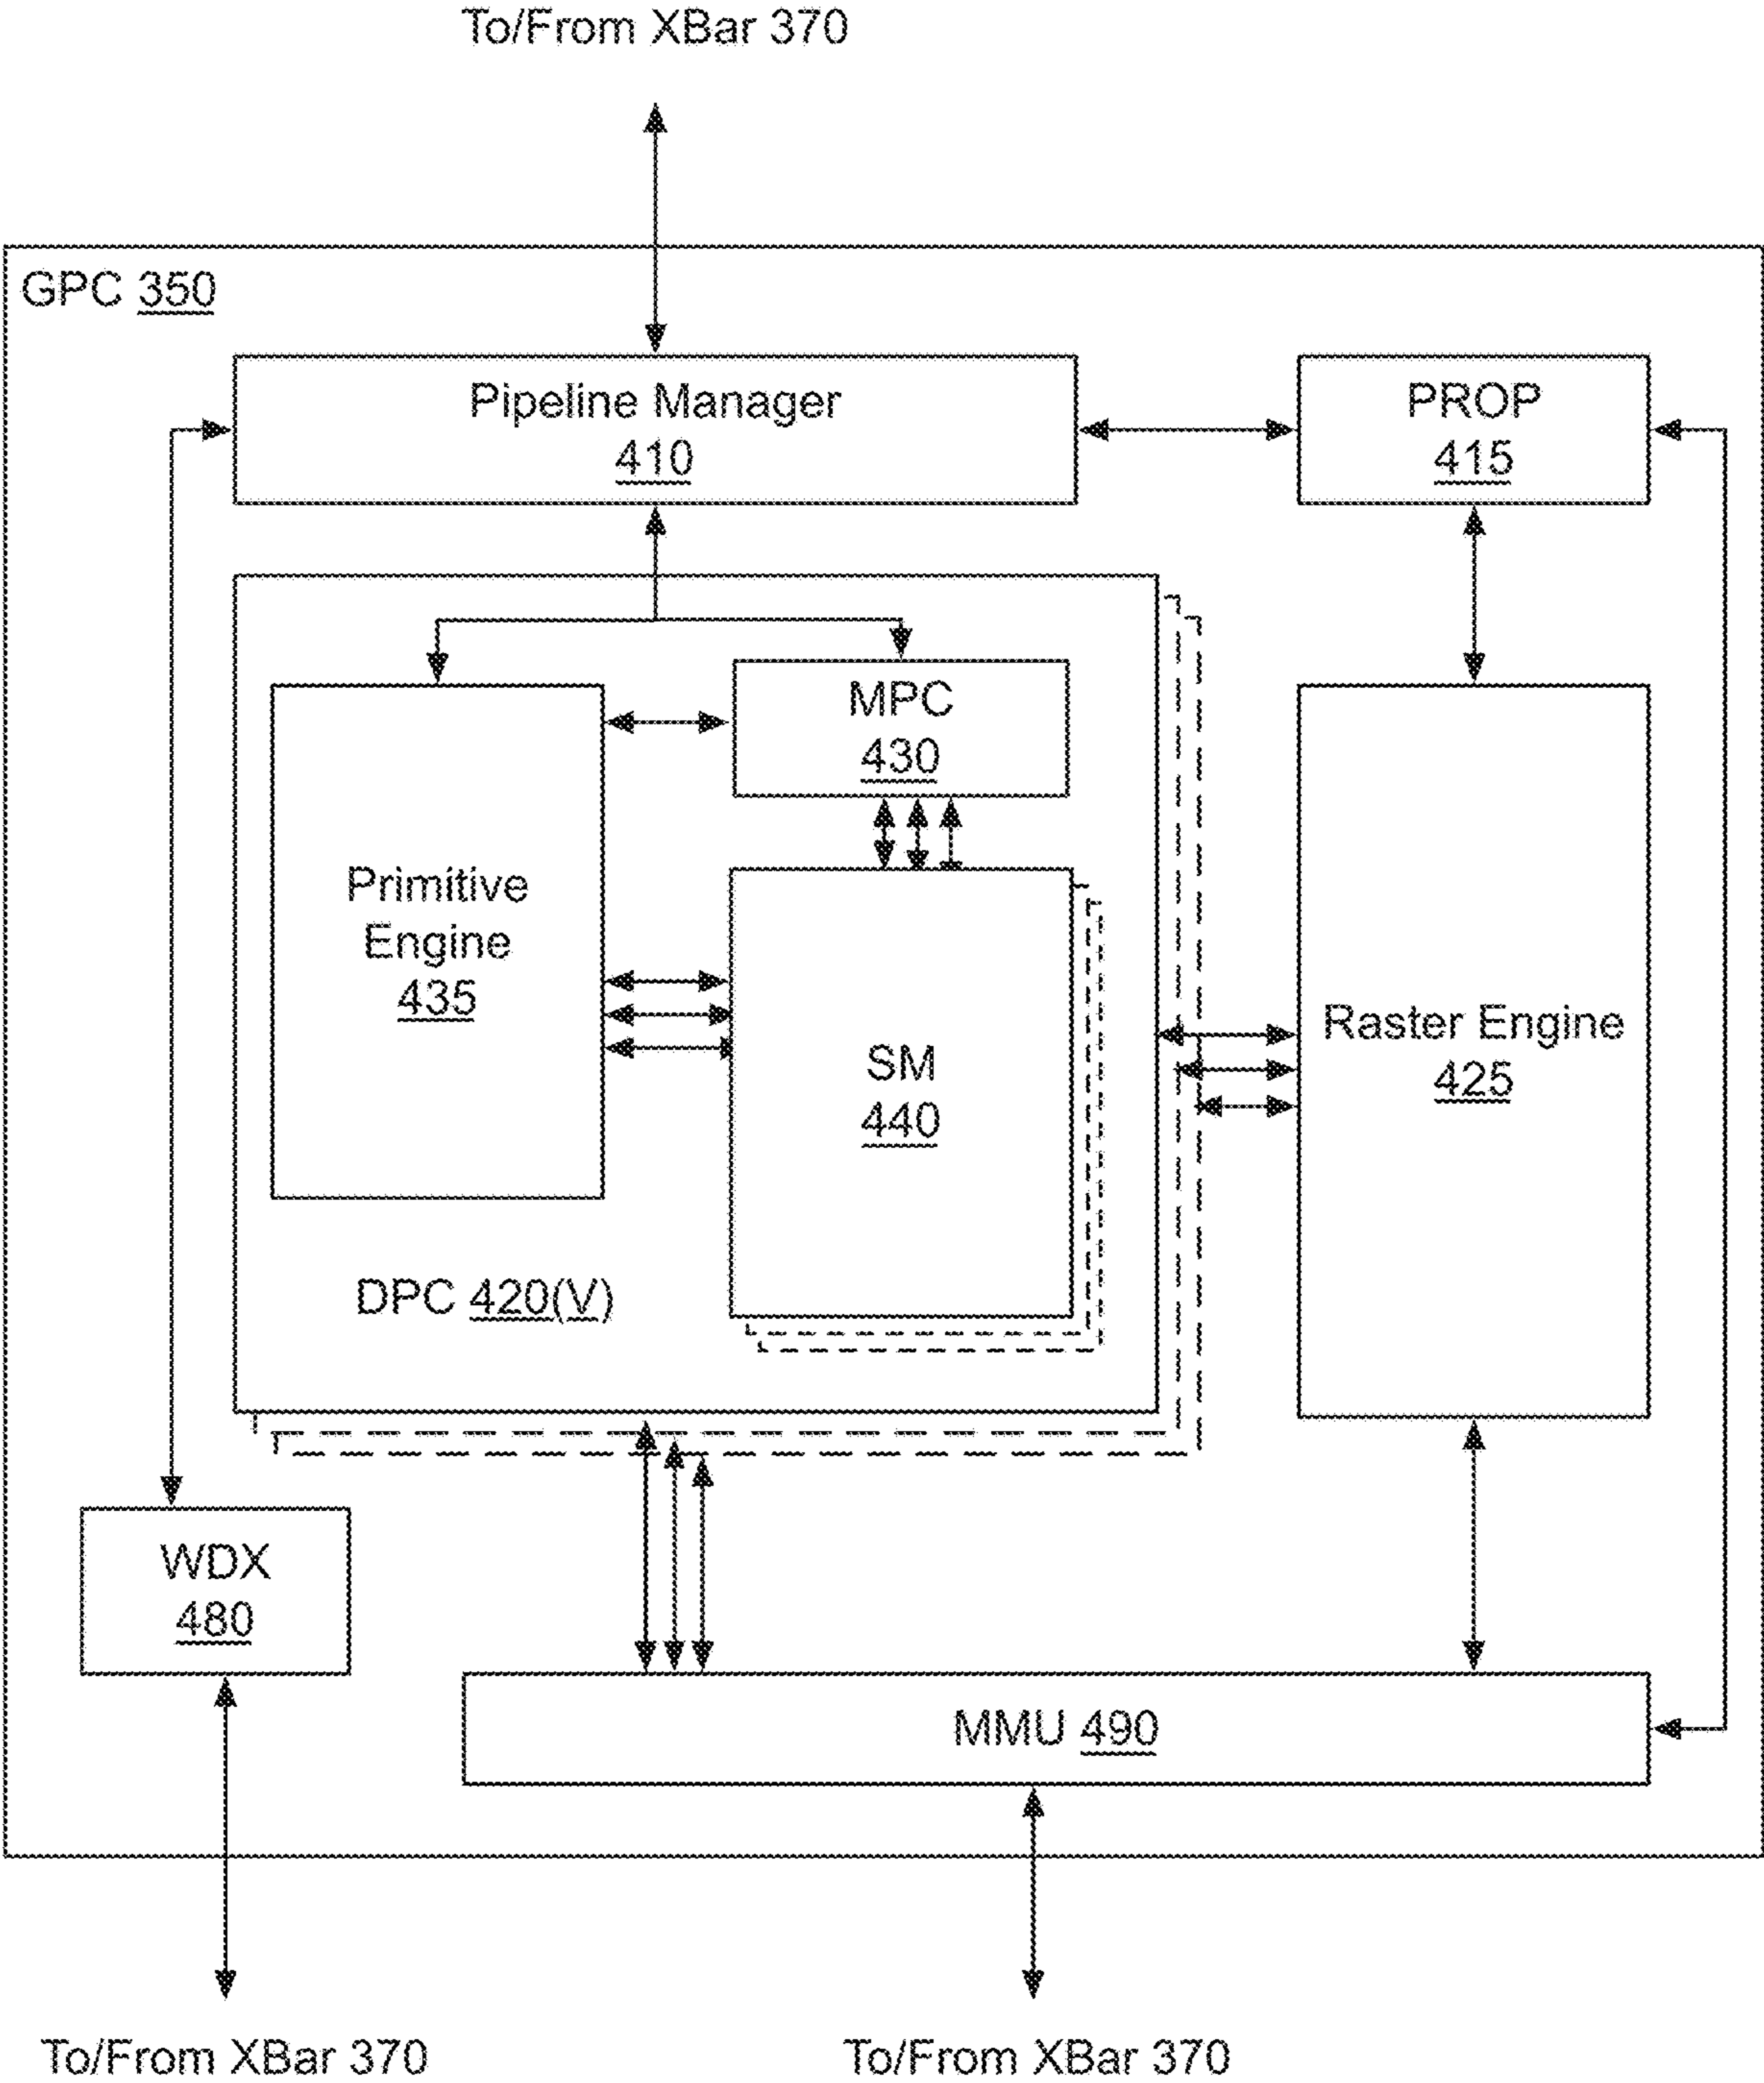 To/From XBar 370
GPC 350
Pipeline Manager
410
PROP
415
MPC
430
Primitive
Engine
435
SM
440
Raster Engine
425
DPC 420(V)
WDX
480
MMU 490
To/From XBar 370
To/From XBar 370